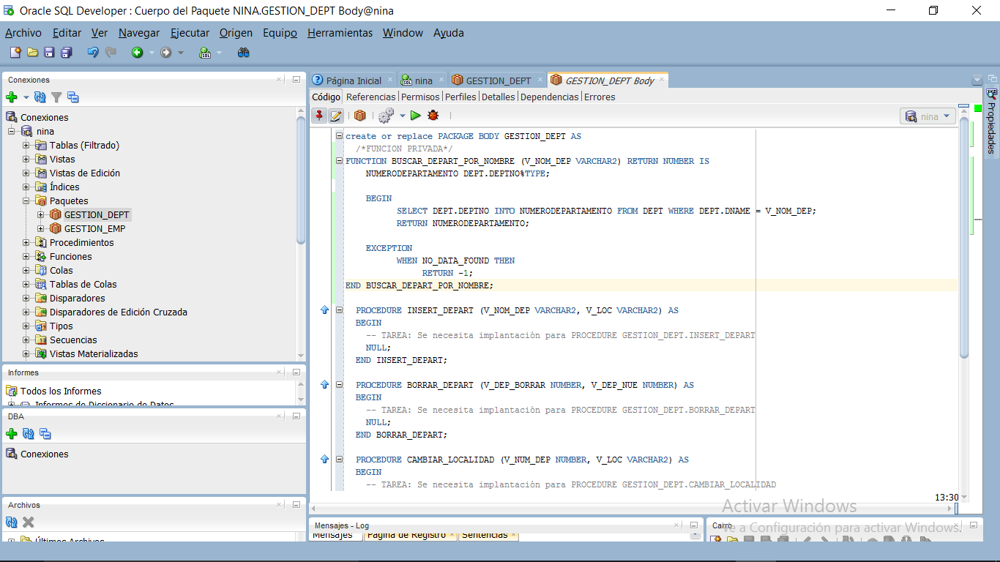 Oracle SQL Developer : Cuerpo del Paquete NINA.GESTION_DEPT Body@nina
Archivo Editar Ver Navegar Ejecutar Origen Equipo Herramientas Window Ayuda
Conexiones
Conexiones
nina
Tablas (Filtrado)
Vistas
Vistas de Edición
Índices
Paquetes
GESTION_DEPT
GESTION_EMP
Procedimientos
Funciones
Colas
Tablas de Colas
Disparadores
Disparadores de Edición Cruzada
Tipos
Secuencias
Vistas Materializadas
Informes
Todos los Informes
Informes de Diccionario de Datos
DBA
Conexiones
Archivos
Últimos Archivos
Página Inicial nina GESTION_DEPT GESTION_DEPT Body
Código Referencias Permisos Perfiles Detalles Dependencias Errores
nina
create or replace PACKAGE BODY GESTION_DEPT AS
/*FUNCION PRIVADA*/
FUNCTION BUSCAR_DEPART_POR_NOMBRE (V_NOM_DEP VARCHAR2) RETURN NUMBER IS
NUMERODEPARTAMENTO DEPT.DEPTNO%TYPE;
BEGIN
SELECT DEPT.DEPTNO INTO NUMERODEPARTAMENTO FROM DEPT WHERE DEPT.DNAME = V_NOM_DEP;
RETURN NUMERODEPARTAMENTO;
EXCEPTION
WHEN NO_DATA_FOUND THEN
RETURN -1;
END BUSCAR_DEPART_POR_NOMBRE;
PROCEDURE INSERT_DEPART (V_NOM_DEP VARCHAR2, V_LOC VARCHAR2) AS
BEGIN
-- TAREA: Se necesita implantación para PROCEDURE GESTION_DEPT.INSERT_DEPART
NULL;
END INSERT_DEPART;
PROCEDURE BORRAR_DEPART (V_DEP_BORRAR NUMBER, V_DEP_NUE NUMBER) AS
BEGIN
-- TAREA: Se necesita implantación para PROCEDURE GESTION_DEPT.BORRAR_DEPART
NULL;
END BORRAR_DEPART;
PROCEDURE CAMBIAR_LOCALIDAD (V_NUM_DEP NUMBER, V_LOC VARCHAR2) AS
BEGIN
-- TAREA: Se necesita implantación para PROCEDURE GESTION_DEPT.CAMBIAR_LOCALIDAD
13:30
Propiedades
Mensajes - Log
Mensajes Página de Registro Sentencias
Carro
Activar Windows
Ve a Configuración para activar Windows.